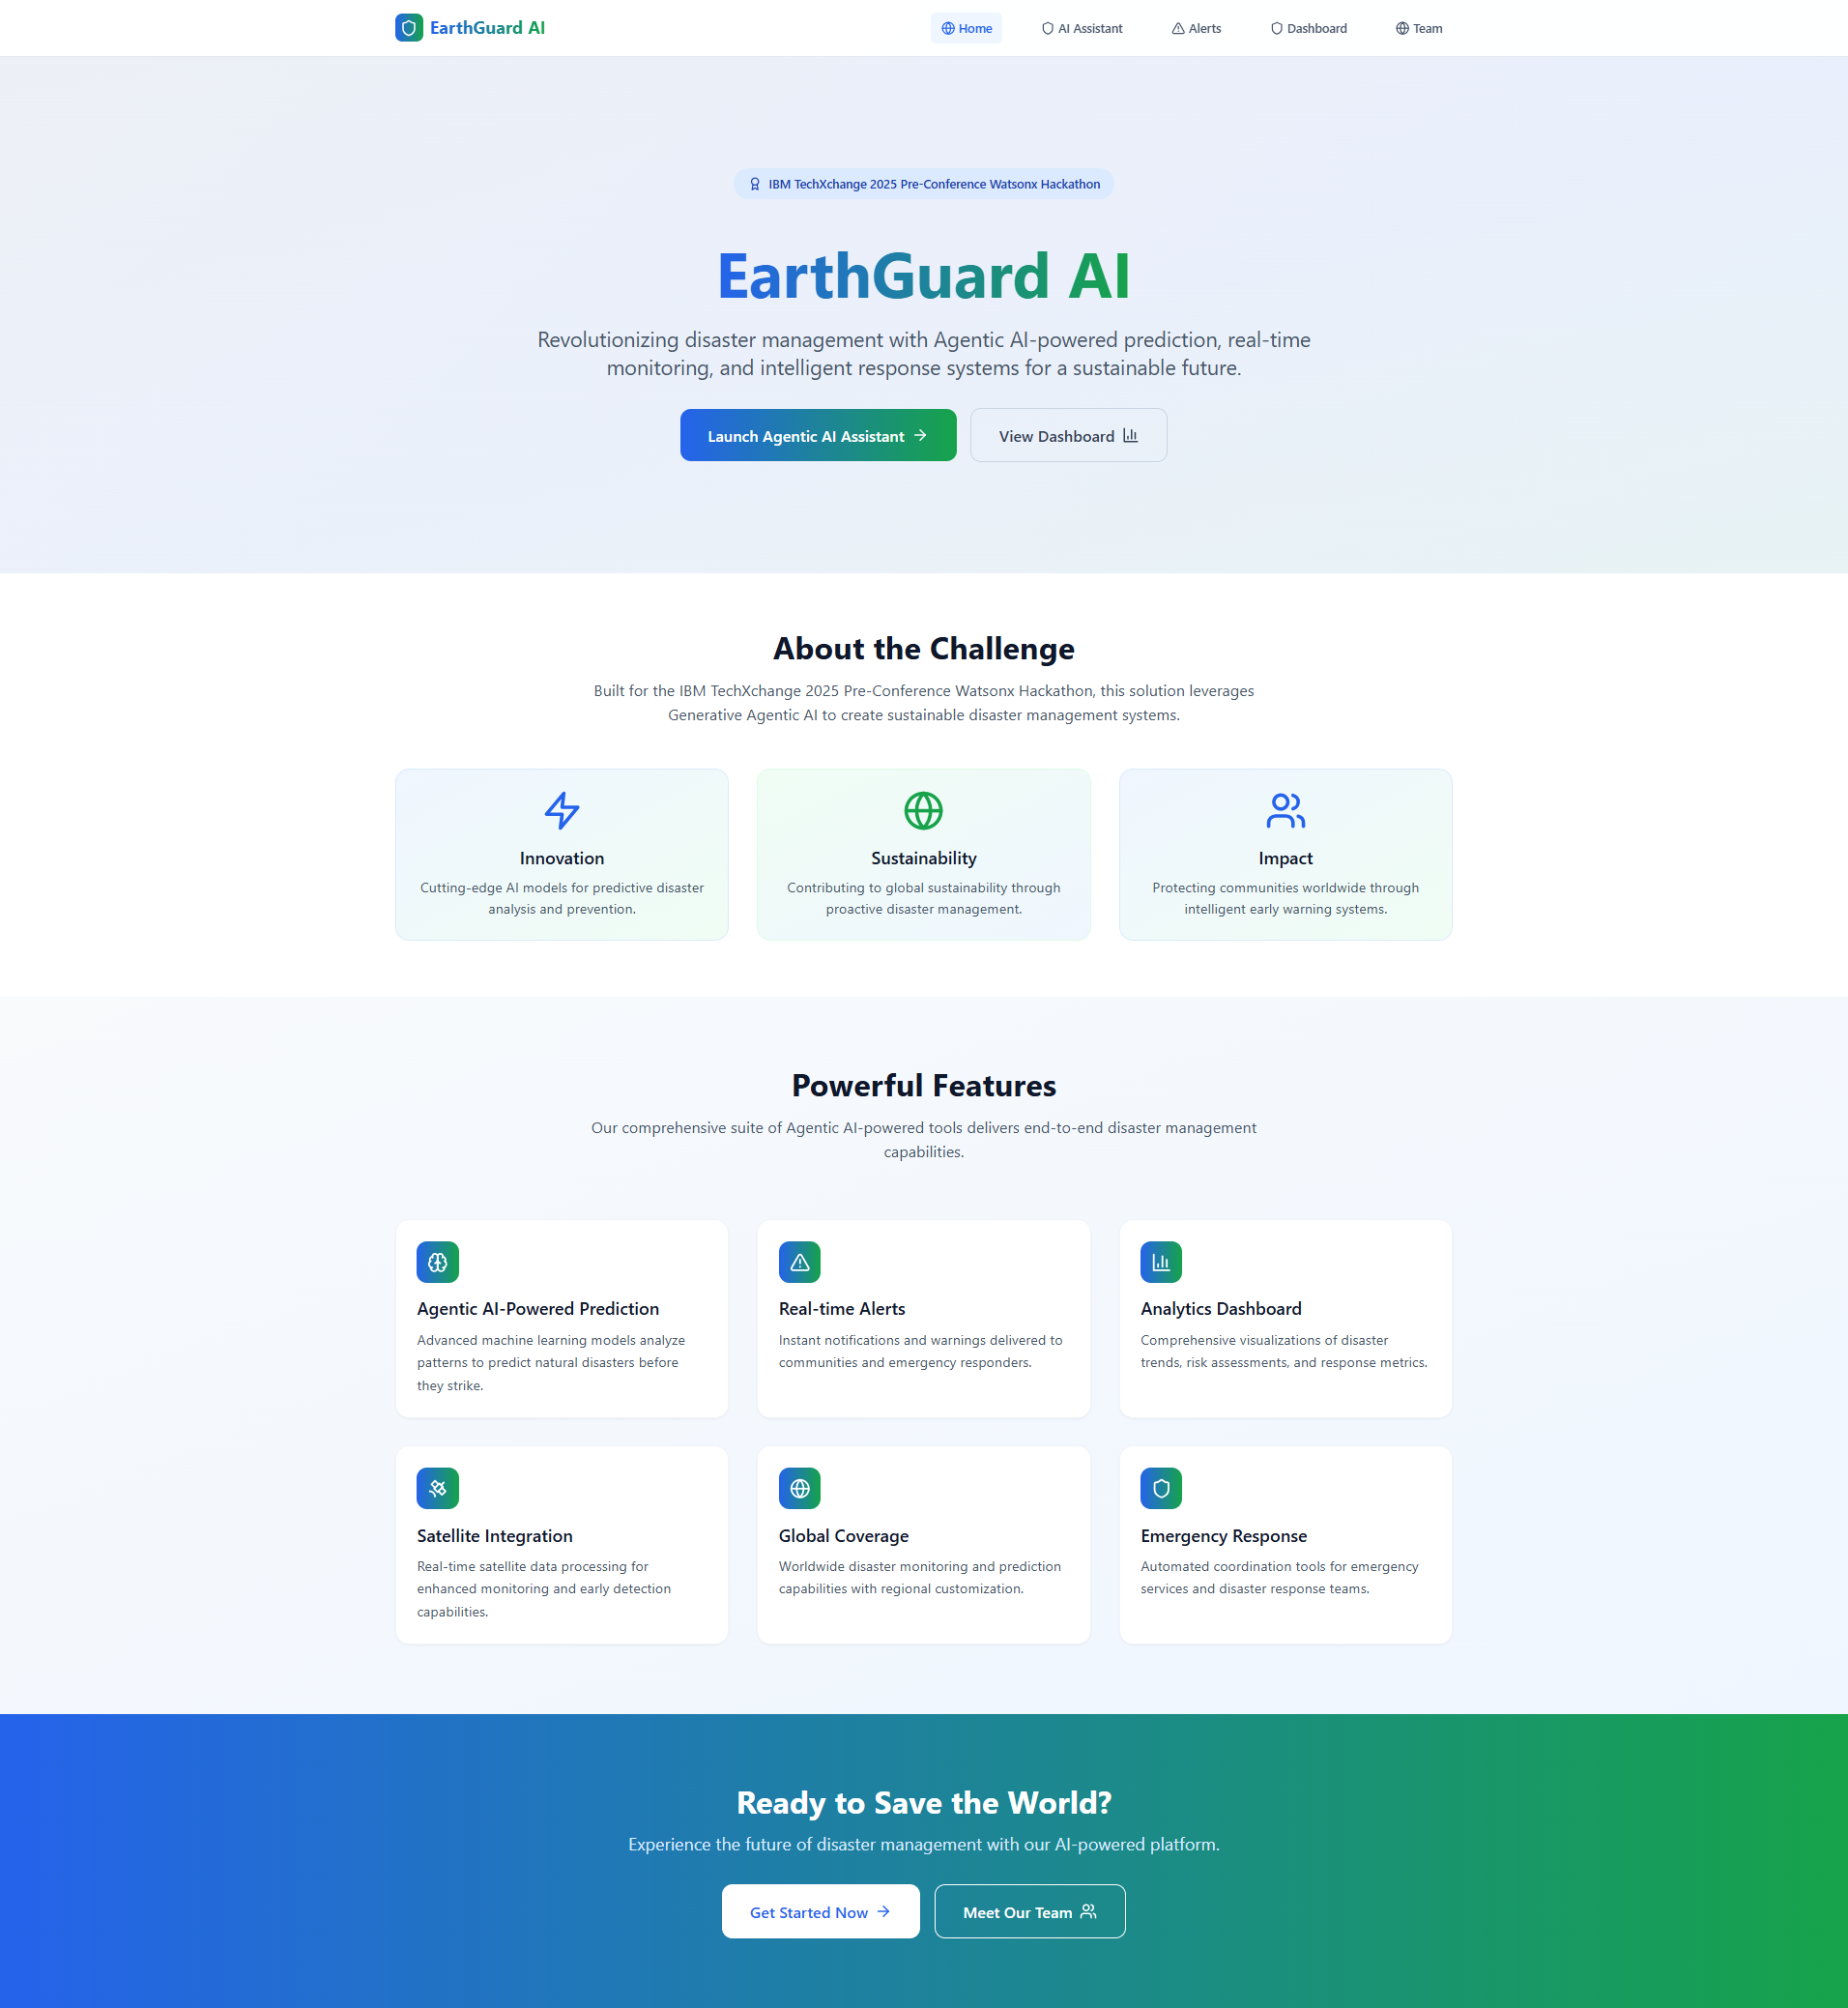 EarthGuard AI
Home
AI Assistant
Alerts
Dashboard
Team
IBM TechXchange 2025 Pre-Conference Watsonx Hackathon
EarthGuard AI
Revolutionizing disaster management with Agentic AI-powered prediction, real-time
monitoring, and intelligent response systems for a sustainable future.
Launch Agentic AI Assistant
View Dashboard
About the Challenge
Built for the IBM TechXchange 2025 Pre-Conference Watsonx Hackathon, this solution leverages
Generative Agentic AI to create sustainable disaster management systems.
Innovation
Cutting-edge AI models for predictive disaster
analysis and prevention.
Sustainability
Contributing to global sustainability through
proactive disaster management.
Impact
Protecting communities worldwide through
intelligent early warning systems.
Powerful Features
Our comprehensive suite of Agentic AI-powered tools delivers end-to-end disaster management
capabilities.
Agentic AI-Powered Prediction
Advanced machine learning models analyze
patterns to predict natural disasters before
they strike.
Real-time Alerts
Instant notifications and warnings delivered to
communities and emergency responders.
Analytics Dashboard
Comprehensive visualizations of disaster
trends, risk assessments, and response metrics.
Satellite Integration
Real-time satellite data processing for
enhanced monitoring and early detection
capabilities.
Global Coverage
Worldwide disaster monitoring and prediction
capabilities with regional customization.
Emergency Response
Automated coordination tools for emergency
services and disaster response teams.
Ready to Save the World?
Experience the future of disaster management with our AI-powered platform.
Get Started Now
Meet Our Team